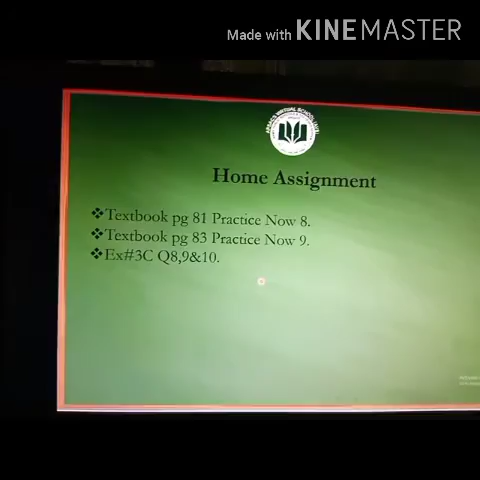 Made with KINEMASTER
Home Assignment
❖Textbook pg 81 Practice Now 8.
❖Textbook pg 83 Practice Now 9.
❖Ex#3C Q8,9&10.